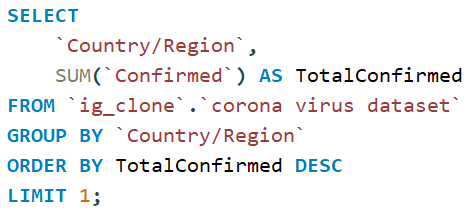 SELECT
`Country/Region`,
SUM(`Confirmed`) AS TotalConfirmed
FROM `ig_clone`.`corona virus dataset`
GROUP BY `Country/Region`
ORDER BY TotalConfirmed DESC
LIMIT 1;